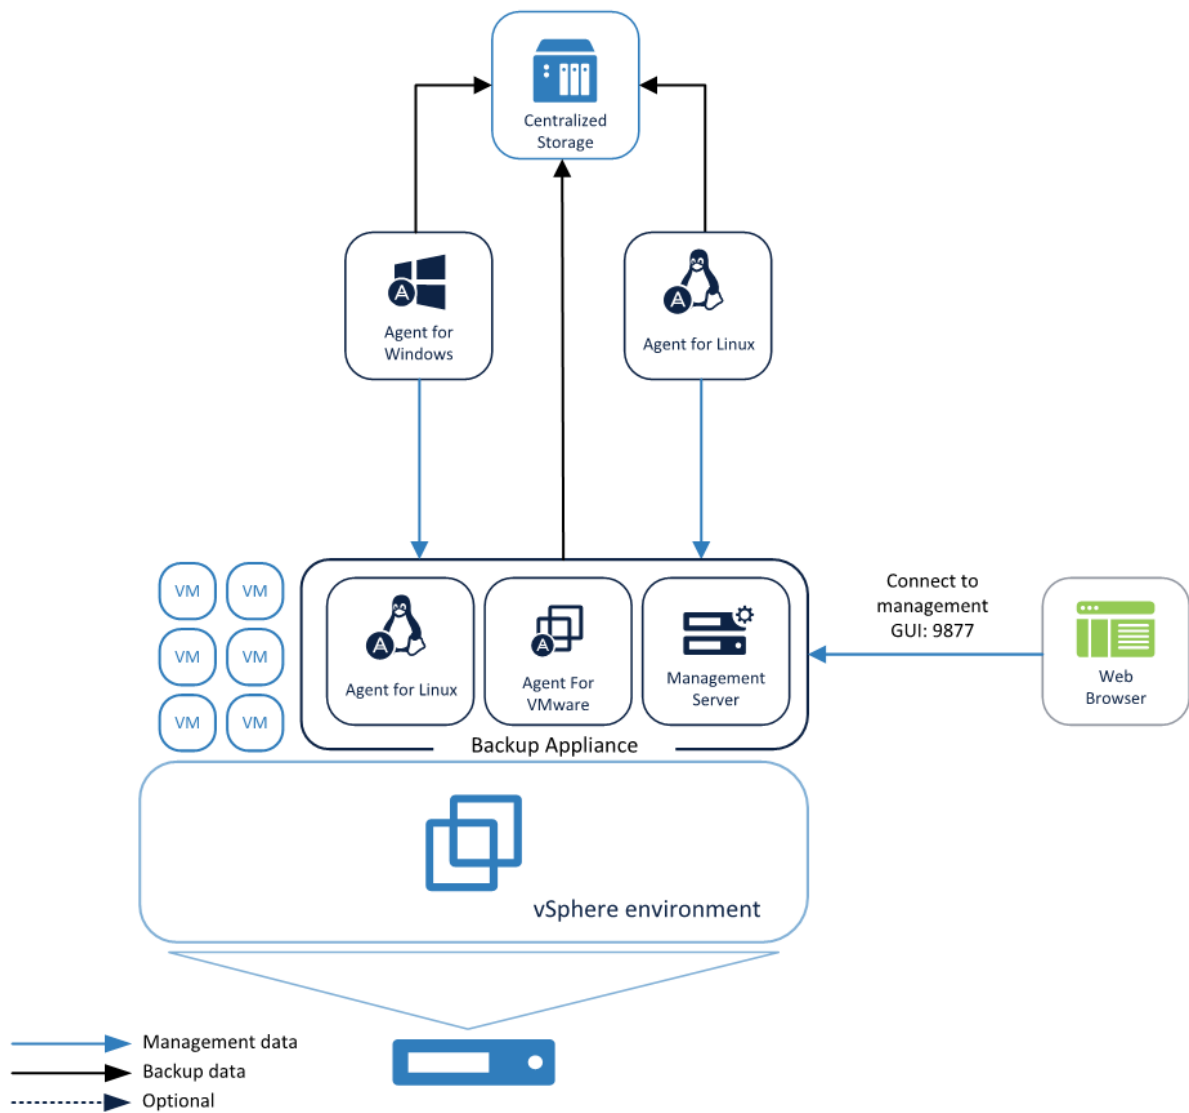 Centralized
Storage
Agent for
Windows
Agent for Linux
VM VM
VM VM
VM VM
Agent for Linux
Agent For
VMware
Management
Server
Backup Appliance
Connect to
management
GUI: 9877
Web
Browser
vSphere environment
Management data
Backup data
Optional